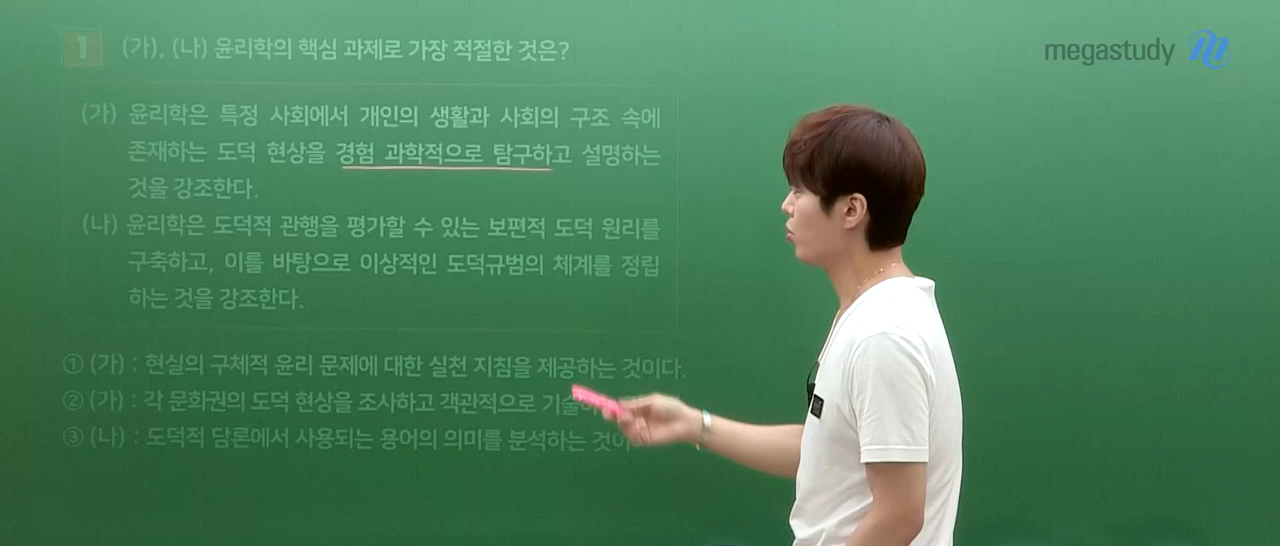 1 (가), (나) 윤리학의 핵심 과제로 가장 적절한 것은?
megastudy
(가) 윤리학은 특정 사회에서 개인의 생활과 사회의 구조 속에
존재하는 도덕 현상을 경험 과학적으로 탐구하고 설명하는
것을 강조한다.
(나) 윤리학은 도덕적 관행을 평가할 수 있는 보편적 도덕 원리를
구축하고, 이를 바탕으로 이상적인 도덕규범의 체계를 정립
하는 것을 강조한다.
① (가) : 현실의 구체적 윤리 문제에 대한 실천 지침을 제공하는 것이다.
② (가) : 각 문화권의 도덕 현상을 조사하고 객관적으로
③ (나) : 도덕적 담론에서 사용되는 용어의 의미를 분석하는